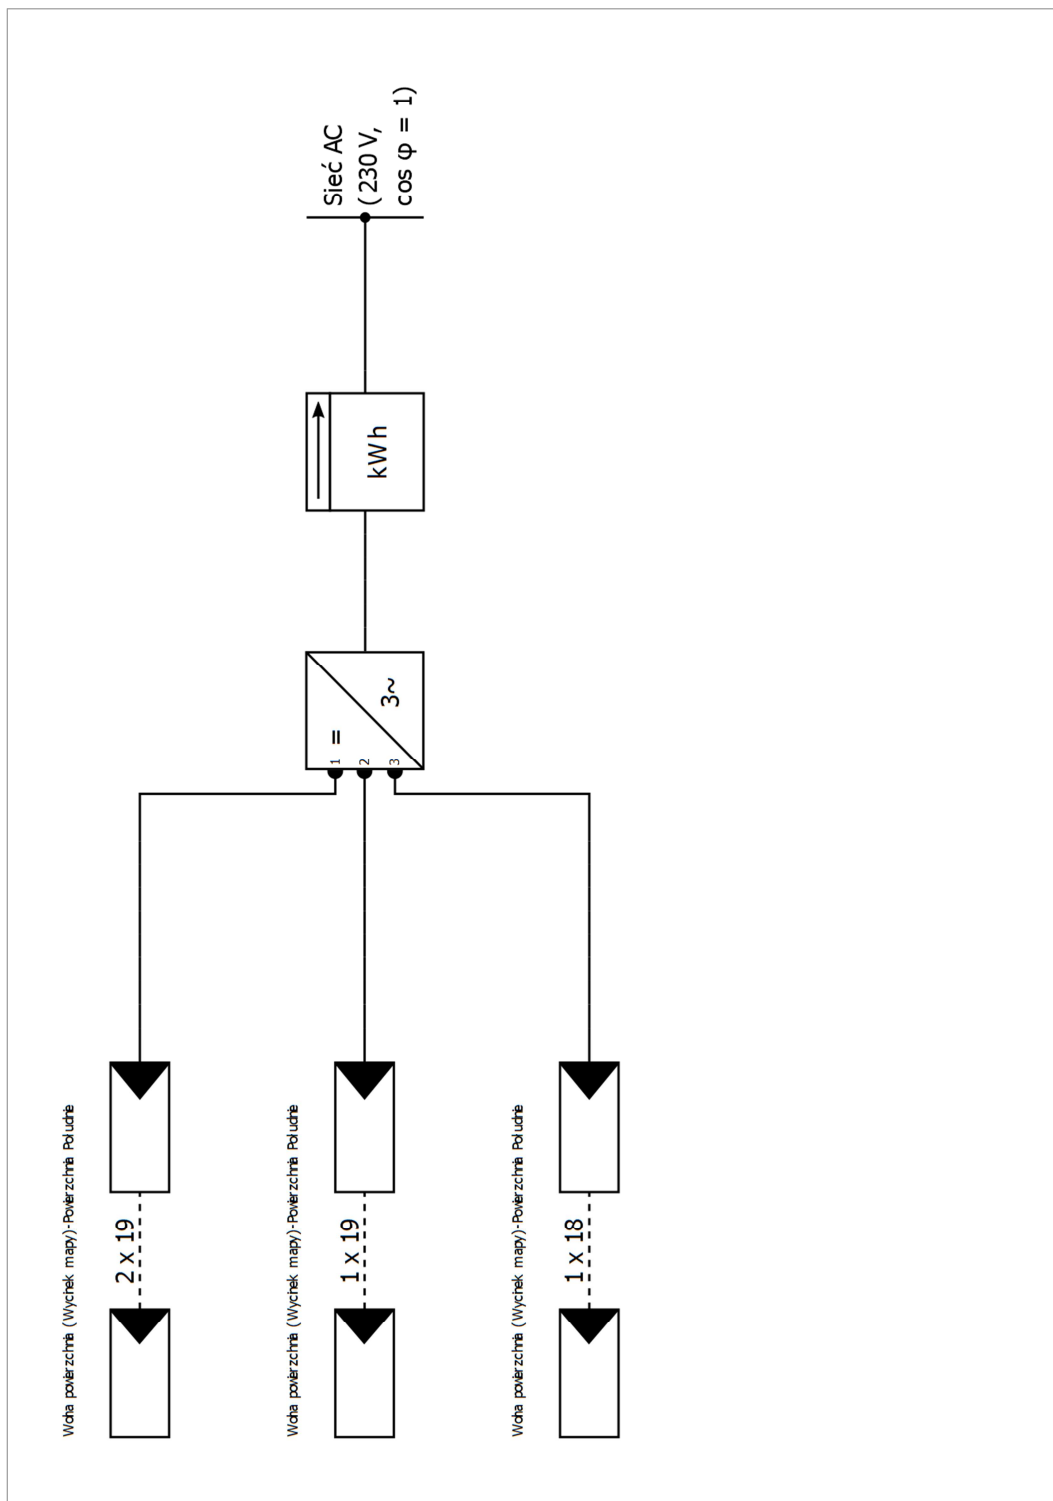 Sieć AC
(230 V,
cos φ = 1)
kWh
3~
=
1
2
3
Wolna powierzchnia (Wycinek mapy)-Powierzchnia Południe
2 x 19
Wolna powierzchnia (Wycinek mapy)-Powierzchnia Południe
1 x 19
Wolna powierzchnia (Wycinek mapy)-Powierzchnia Południe
1 x 18